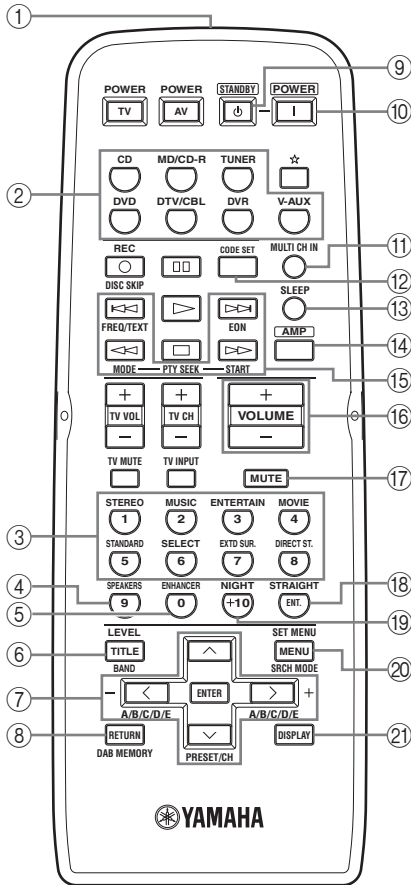 ①
POWER POWER STANDBY POWER ⑨
TV AV ⏻ I ⑩
CD MD/CD-R TUNER ☆
②
DVD DTV/CBL DVR V-AUX
REC CODE SET MULTI CH IN ⑪
DISC SKIP ⑫
SLEEP ⑬
FREQ/TEXT EON
AMP ⑭
MODE PTY SEEK START ⑮
+ + +
TV VOL TV CH VOLUME ⑯
– – –
TV MUTE TV INPUT
MUTE ⑰
STEREO MUSIC ENTERTAIN MOVIE
1 2 3 4
③
STANDARD SELECT EXTD SUR. DIRECT ST.
5 6 7 8
④ SPEAKERS ENHANCER NIGHT STRAIGHT ⑱
⑤ 9 0 +10 ENT. ⑲
LEVEL SET MENU
⑥ TITLE MENU ⑳
BAND SRCH MODE
⑦ – ENTER +
A/B/C/D/E A/B/C/D/E
⑧ RETURN DISPLAY ㉑
DAB MEMORY PRESET/CH
YAMAHA